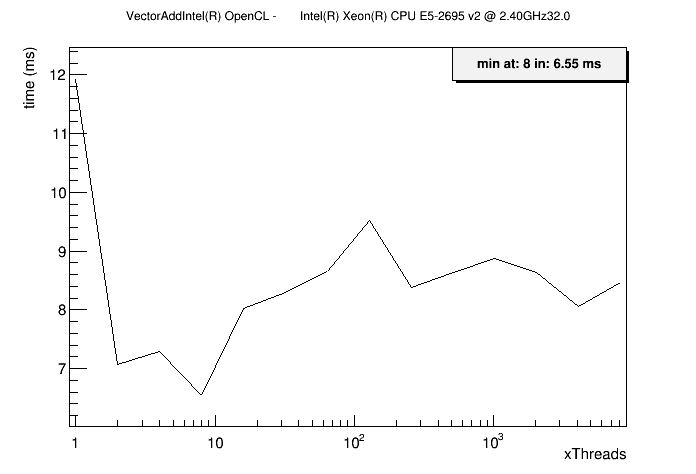 VectorAddIntel(R) OpenCL - Intel(R) Xeon(R) CPU E5-2695 v2 @ 2.40GHz32.0
time (ms)
min at: 8 in: 6.55 ms
12
11
10
9
8
7
1
10
10²
10³
xThreads